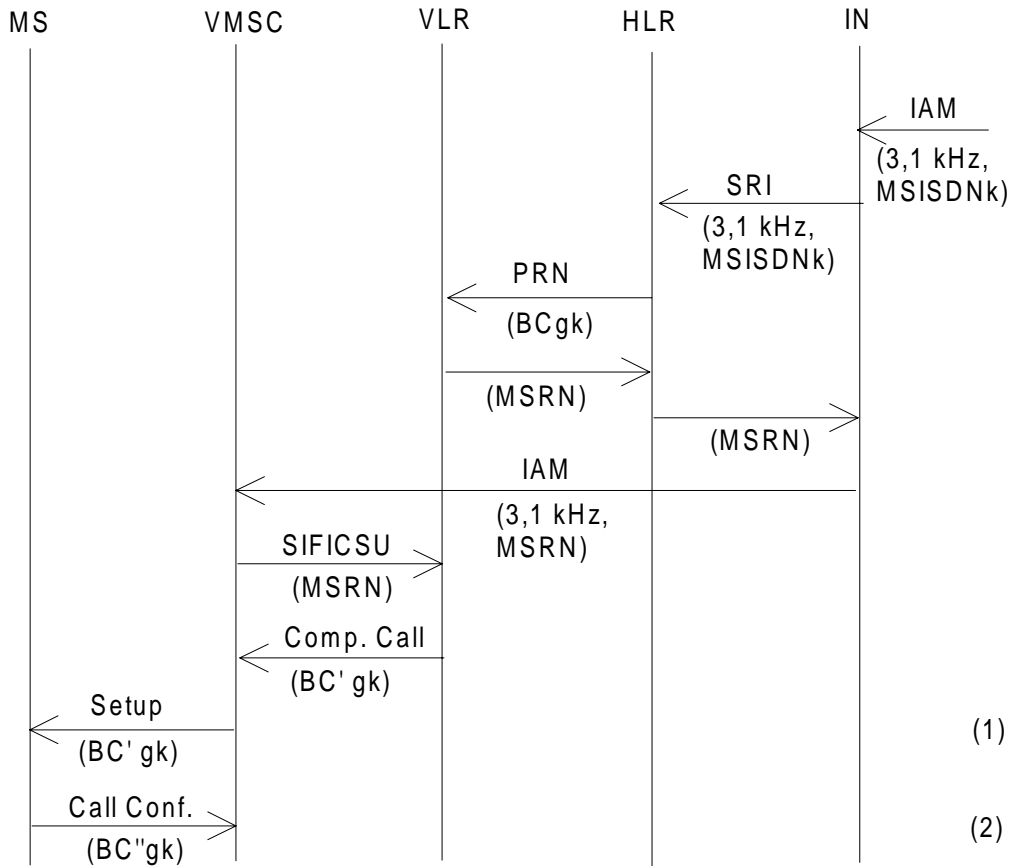 MS VMSC VLR HLR IN
IAM
(3,1 kHz,
MSISDNk)
SRI
(3,1 kHz,
MSISDNk)
PRN
(BCgk)
(MSRN)
(MSRN)
IAM
(3,1 kHz,
MSRN)
SIFICSU
(MSRN)
Comp. Call
(BC' gk)
Setup
(BC' gk)
(1)
Call Conf.
(BC"gk)
(2)